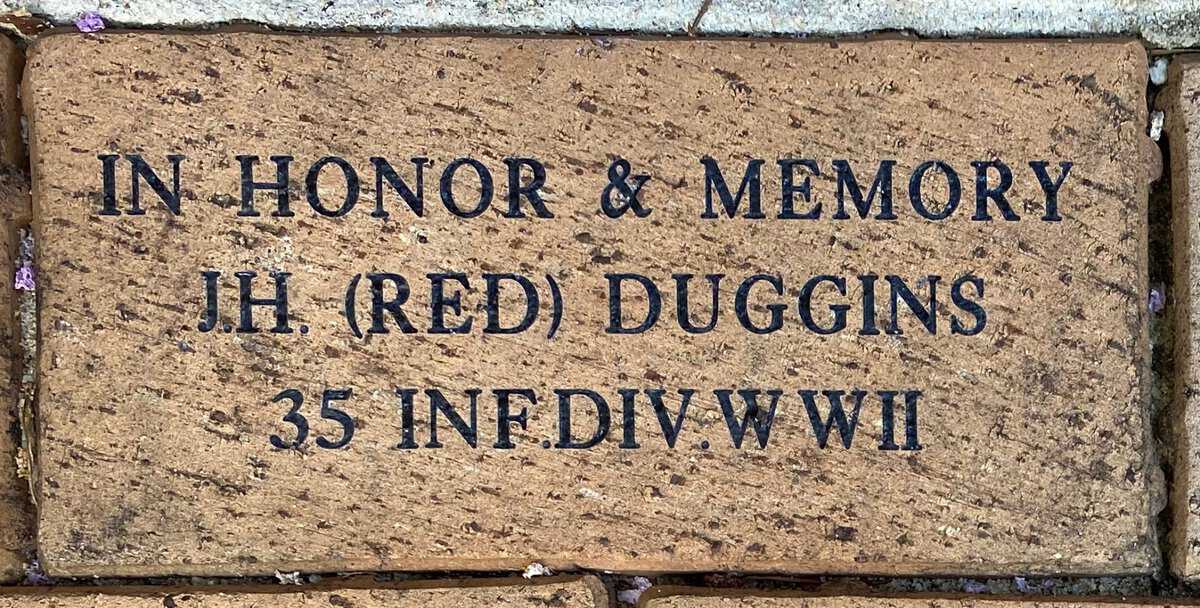 IN HONOR & MEMORY
J.H. (RED) DUGGINS
35 INF.DIV.WWII